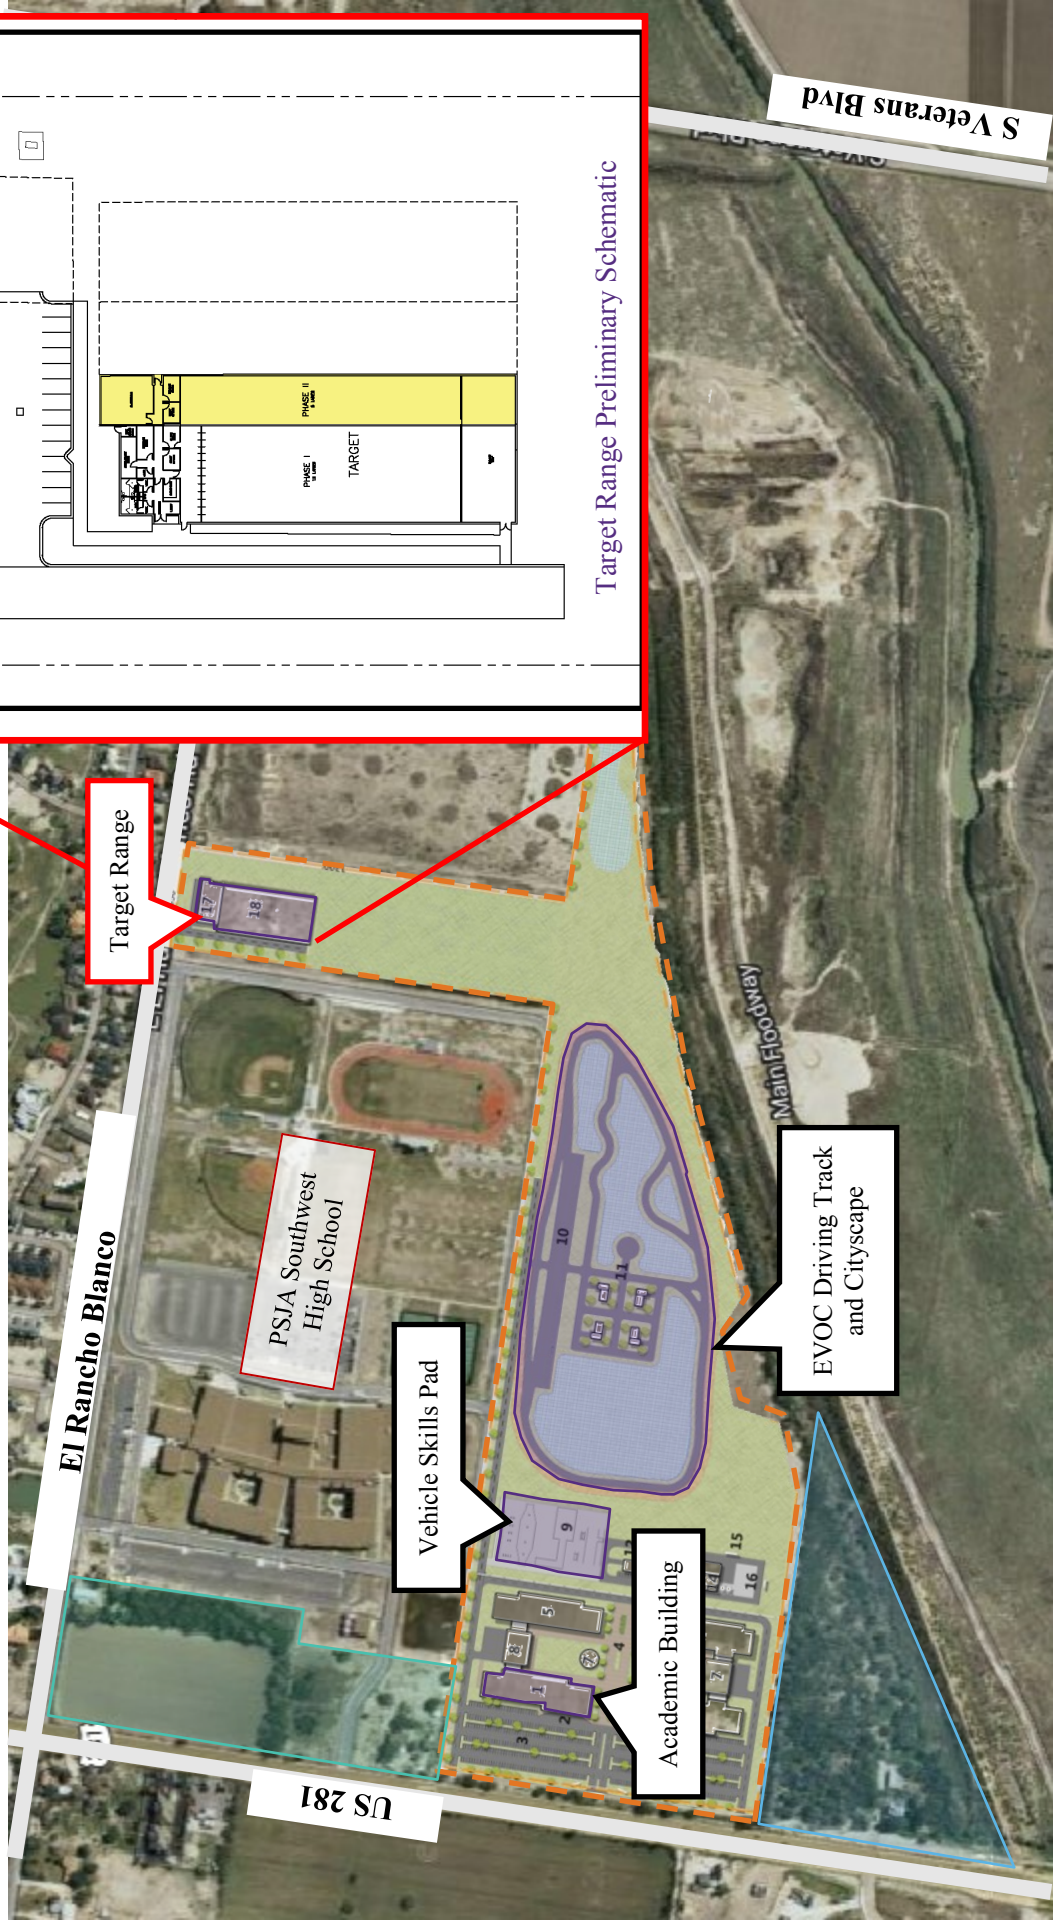 S Veterans Blvd
Target Range Preliminary Schematic
PHASE II
PHASE I
TARGET
Target Range
17
18
El Rancho Blanco
PSJA Southwest
High School
Main Floodway
10
11
EVOC Driving Track
and Cityscape
Vehicle Skills Pad
9
15
16
5
8
4
1
2
3
7
Academic Building
US 281